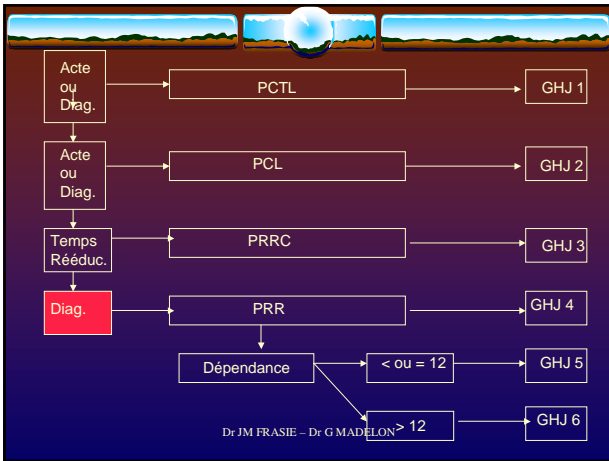 Acte
ou
Diag.
PCTL
GHJ 1
Acte
ou
Diag.
PCL
GHJ 2
Temps
Rééduc.
PRRC
GHJ 3
Diag.
PRR
GHJ 4
Dépendance
< ou = 12
GHJ 5
> 12
GHJ 6
Dr JM FRASIE – Dr G MADELON